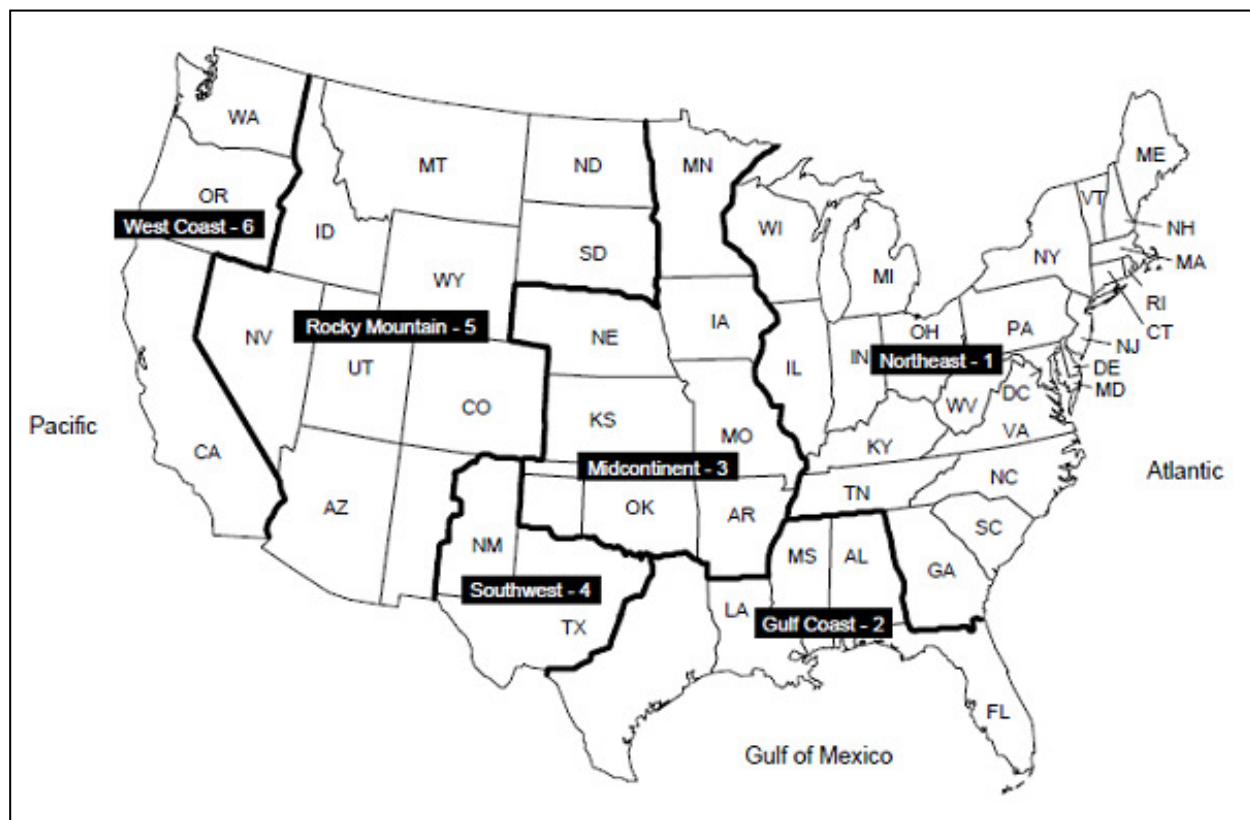 WA
MT
ND
MN
ME
OR
VT
NH
West Coast - 6
ID
WI
SD
NY
MA
WY
MI
RI
Rocky Mountain - 5
IA
OH
PA
CT
NV
NE
NJ
UT
IL
IN
Northeast - 1
DE
DC
MD
CO
KS
WV
Pacific
MO
KY
VA
CA
Midcontinent - 3
Atlantic
AZ
OK
AR
TN
NC
SC
NM
MS
AL
GA
Southwest - 4
LA
TX
Gulf Coast - 2
FL
Gulf of Mexico